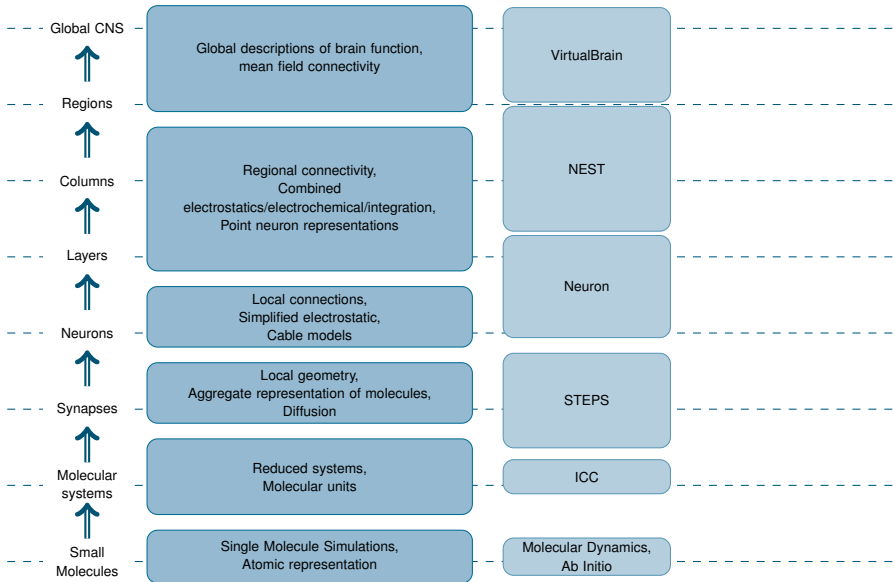 Global CNS
Global descriptions of brain function,
mean field connectivity
VirtualBrain
Regions
Regional connectivity,
Combined
electrostatics/electrochemical/integration,
Point neuron representations
NEST
Columns
Layers
Neuron
Local connections,
Simplified electrostatic,
Cable models
Neurons
Local geometry,
Aggregate representation of molecules,
Diffusion
STEPS
Synapses
Molecular
systems
Reduced systems,
Molecular units
ICC
Small
Molecules
Single Molecule Simulations,
Atomic representation
Molecular Dynamics,
Ab Initio